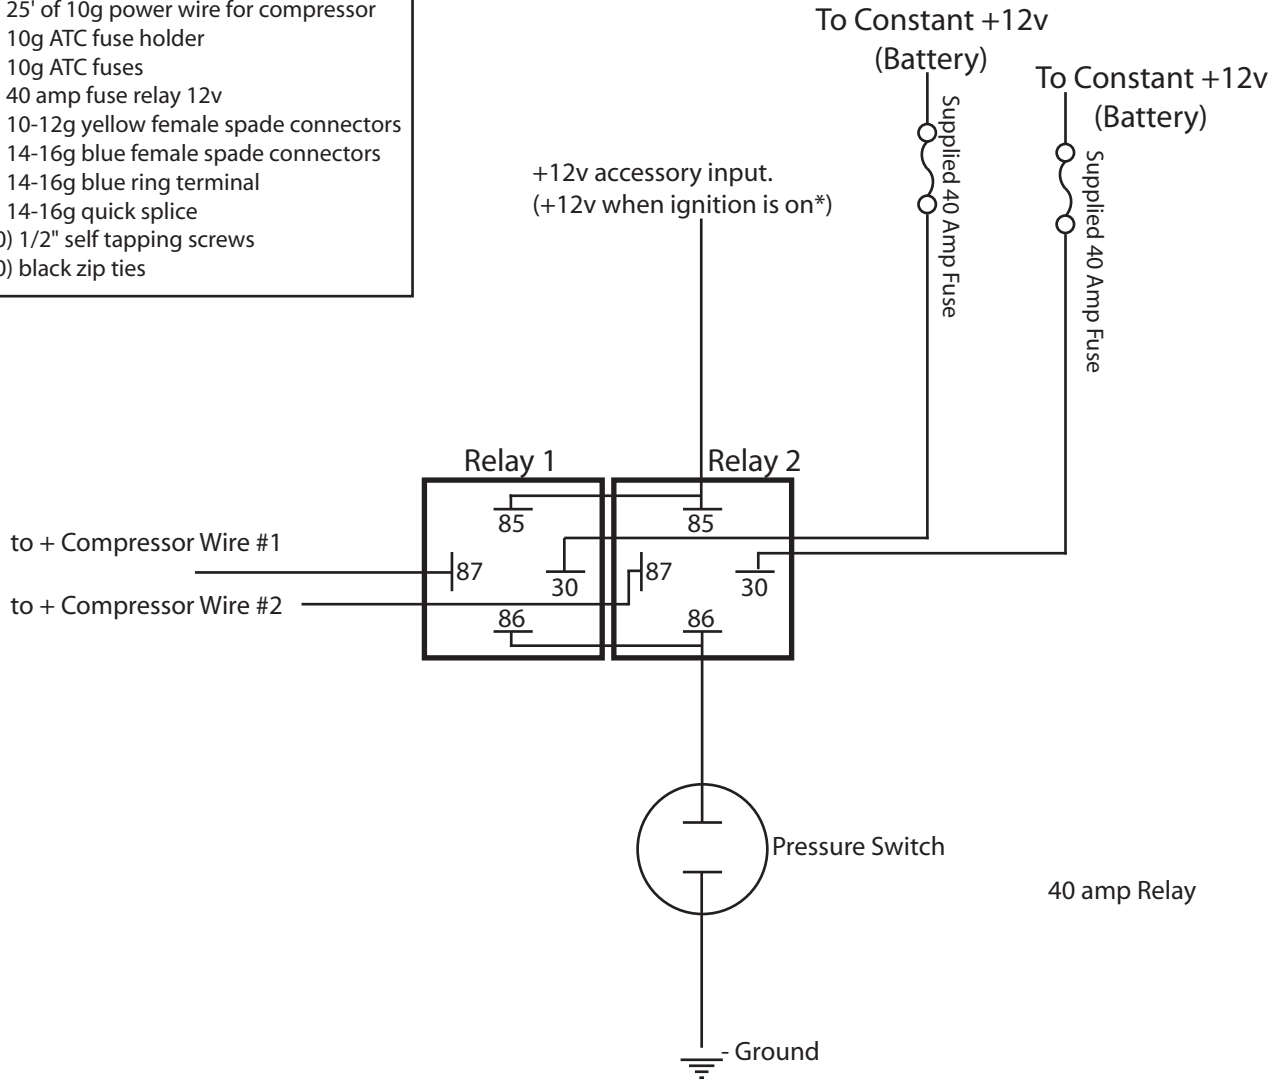 25' of 10g power wire for compressor
10g ATC fuse holder
10g ATC fuses
40 amp fuse relay 12v
10-12g yellow female spade connectors
14-16g blue female spade connectors
14-16g blue ring terminal
14-16g quick splice
0) 1/2" self tapping screws
0) black zip ties
To Constant +12v
(Battery)
To Constant +12v
(Battery)
Supplied 40 Amp Fuse
Supplied 40 Amp Fuse
+12v accessory input.
(+12v when ignition is on*)
Relay 1
Relay 2
85
85
to + Compressor Wire #1
87
30
87
30
to + Compressor Wire #2
86
86
Pressure Switch
40 amp Relay
- Ground